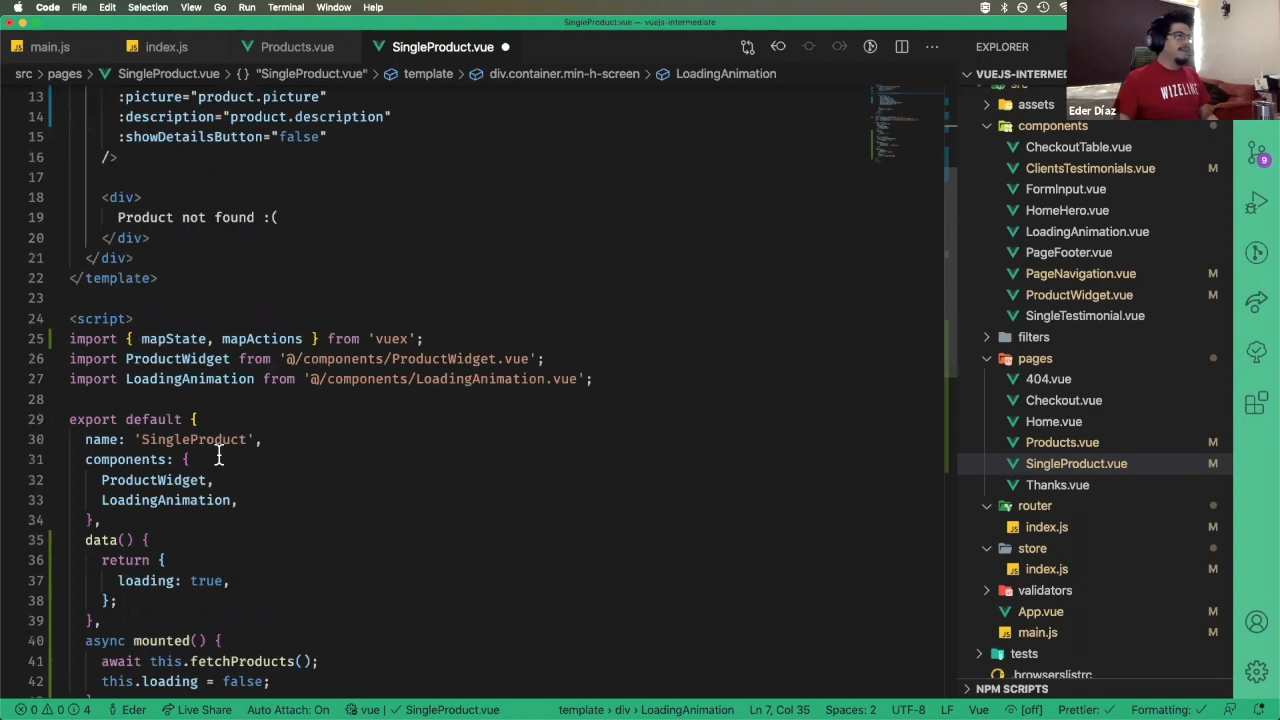 Code File Edit Selection View Go Run Terminal Window Help
SingleProduct.vue — vuejs-intermediate
main.js index.js Products.vue SingleProduct.vue EXPLORER
src > pages > SingleProduct.vue > {} "SingleProduct.vue" > template > div.container.min-h-screen > LoadingAnimation
VUEJS-INTERM
WIZELINE
Eder Díaz
13 :picture="product.picture"
14 :description="product.description"
15 :showDetailsButton="false"
16 />
17
18 <div>
19 Product not found :(
20 </div>
21 </div>
22 </template>
23
24 <script>
25 import { mapState, mapActions } from 'vuex';
26 import ProductWidget from '@/components/ProductWidget.vue';
27 import LoadingAnimation from '@/components/LoadingAnimation.vue';
28
29 export default {
30 name: 'SingleProduct',
31 components: {
32 ProductWidget,
33 LoadingAnimation,
34 },
35 data() {
36 return {
37 loading: true,
38 };
39 },
40 async mounted() {
41 await this.fetchProducts();
42 this.loading = false;
src
assets
components
CheckoutTable.vue
ClientsTestimonials.vue M
FormInput.vue
HomeHero.vue
LoadingAnimation.vue
PageFooter.vue
PageNavigation.vue M
ProductWidget.vue M
SingleTestimonial.vue
filters
pages
404.vue
Checkout.vue
Home.vue
Products.vue M
SingleProduct.vue M
Thanks.vue
router
index.js M
store
index.js M
validators
App.vue M
main.js M
tests
.browserslistrc
NPM SCRIPTS
9
0 0 4 Eder Live Share Auto Attach: On vue | ✓ SingleProduct.vue template › div › LoadingAnimation Ln 7, Col 35 Spaces: 2 UTF-8 LF Vue [off] Prettier: ✓ Formatting: ✓